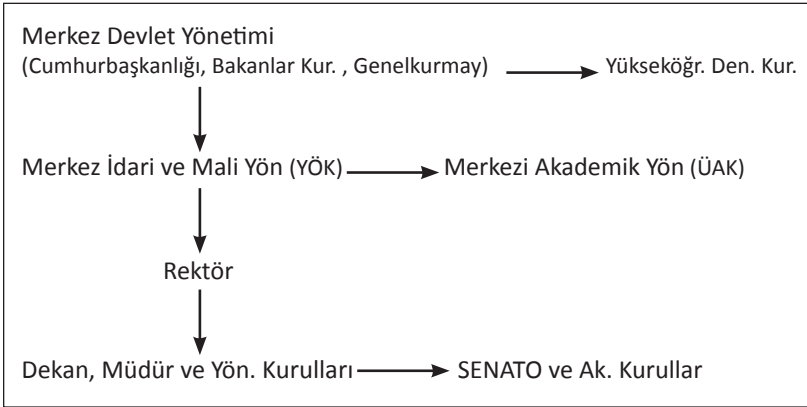 Merkez Devlet Yönetimi
(Cumhurbaşkanlığı, Bakanlar Kur. , Genelkurmay) Yükseköğr. Den. Kur.
Merkez İdari ve Mali Yön (YÖK) Merkezi Akademik Yön (ÜAK)
Rektör
Dekan, Müdür ve Yön. Kurulları SENATO ve Ak. Kurullar